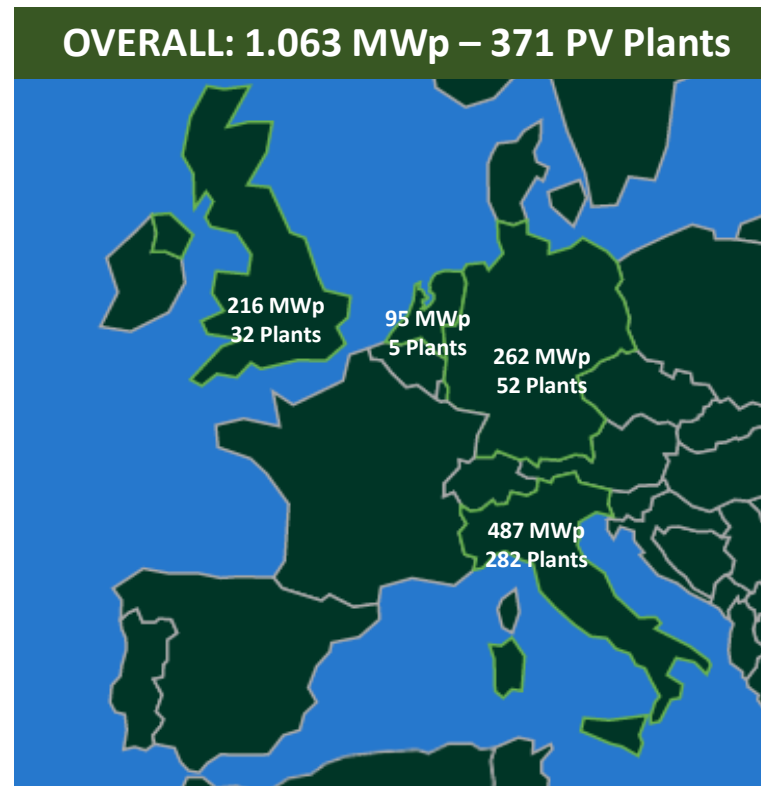 OVERALL: 1.063 MWp – 371 PV Plants
216 MWp
32 Plants
95 MWp
5 Plants
262 MWp
52 Plants
487 MWp
282 Plants